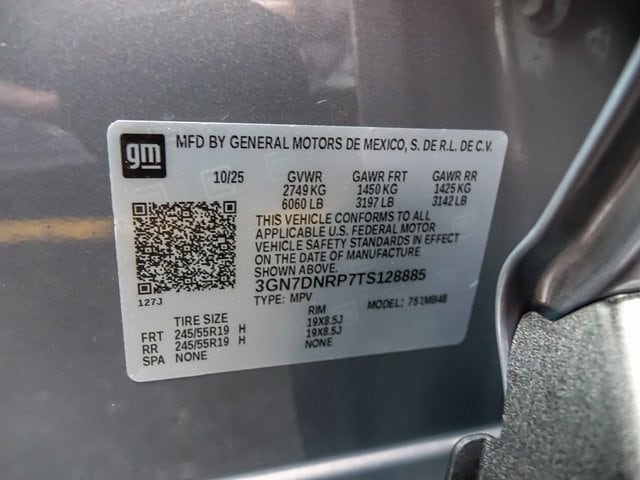 gm
MFD BY GENERAL MOTORS DE MEXICO, S. DE R.L. DE C.V.
10/25 GVWR GAWR FRT GAWR RR
2749 KG 1450 KG 1425 KG
6060 LB 3197 LB 3142 LB
THIS VEHICLE CONFORMS TO ALL
APPLICABLE U.S. FEDERAL MOTOR
VEHICLE SAFETY STANDARDS IN EFFECT
ON THE DATE OF MANUFACTURE
SHOWN ABOVE.
3GN7DNRP7TS128885
127J
TYPE: MPV MODEL: 751MB48
TIRE SIZE RIM
FRT 245/55R19 H 19X8.5J
RR 245/55R19 H 19X8.5J
SPA NONE NONE